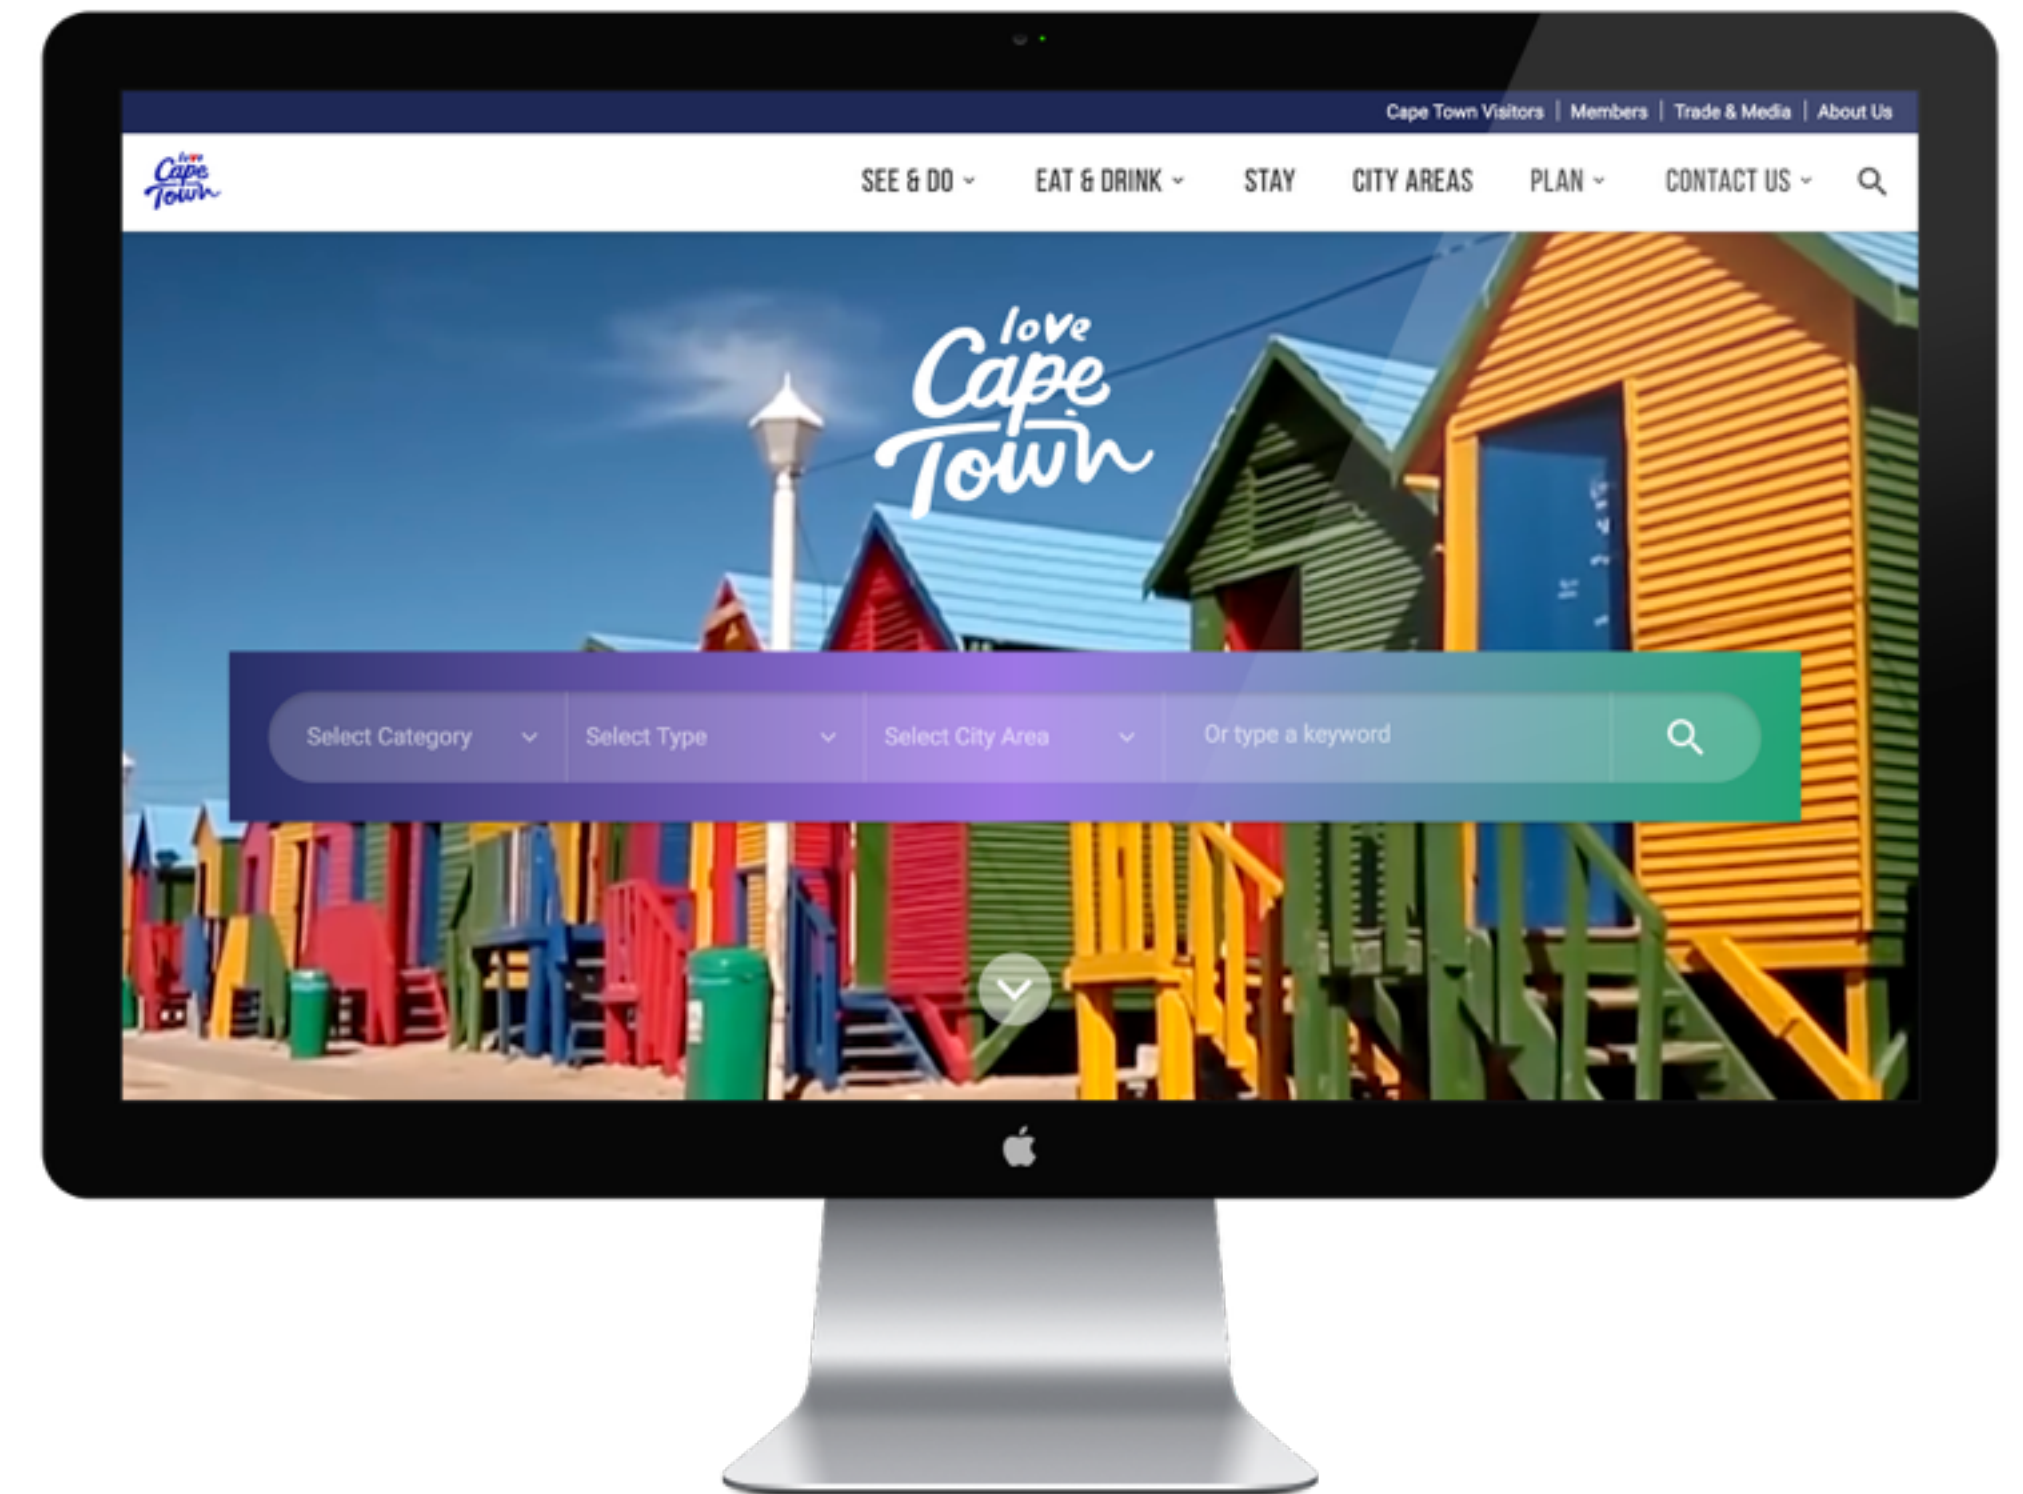 Cape Town Visitors | Members | Trade & Media | About Us
love
Cape
Town
SEE & DO EAT & DRINK STAY CITY AREAS PLAN CONTACT US
love
Cape
Town
Select Category Select Type Select City Area Or type a keyword